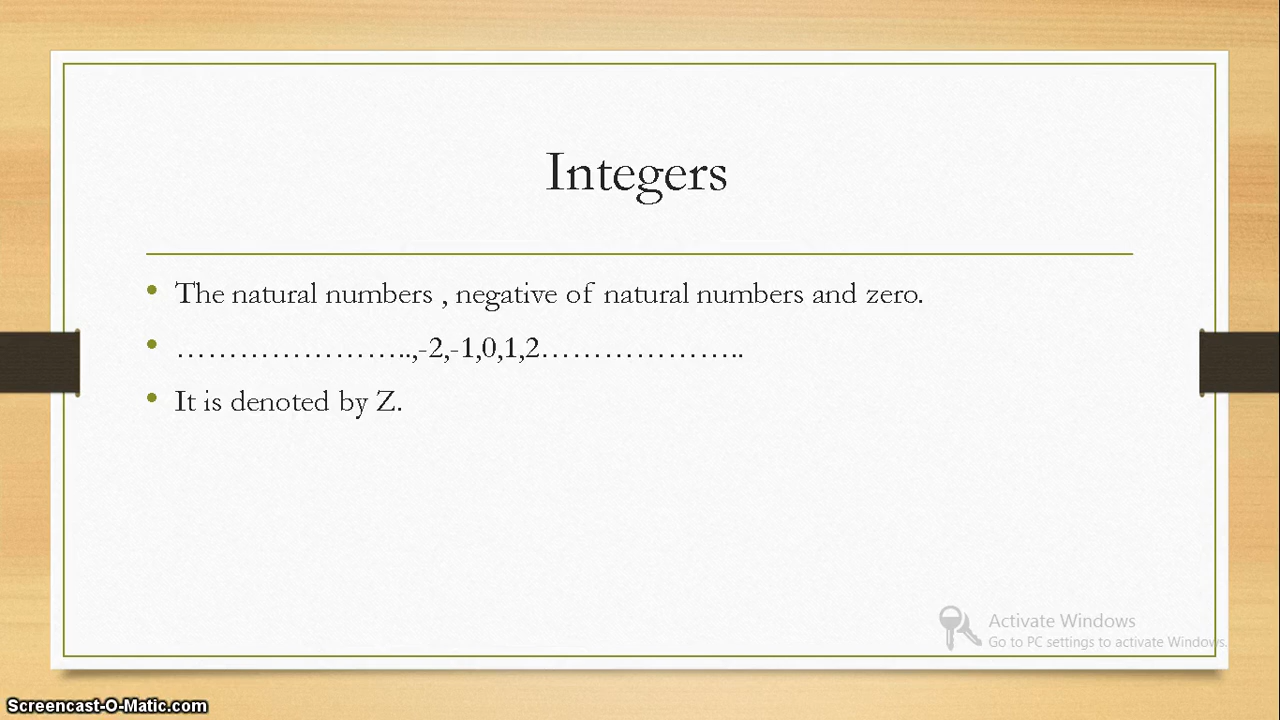 Integers
The natural numbers , negative of natural numbers and zero.
…………………..,-2,-1,0,1,2………………..
It is denoted by Z.
Activate Windows
Go to PC settings to activate Windows.
Screencast-O-Matic.com